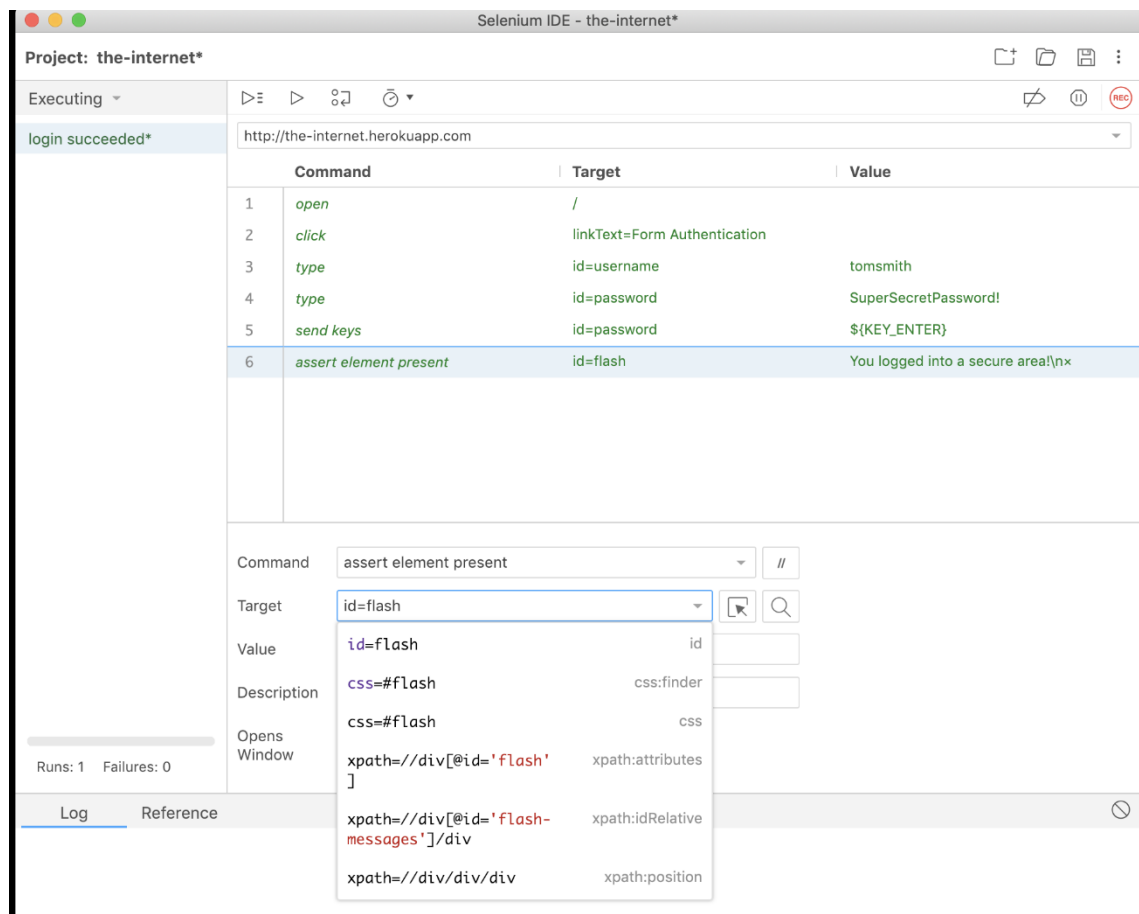 Selenium IDE - the-internet*
Project: the-internet*
Executing
REC
login succeeded*
http://the-internet.herokuapp.com
Command Target Value
1 open /
2 click linkText=Form Authentication
3 type id=username tomsmith
4 type id=password SuperSecretPassword!
5 send keys id=password ${KEY_ENTER}
6 assert element present id=flash You logged into a secure area!\n×
Command assert element present //
Target id=flash
Value
Description
Opens
Window
id=flash id
css=#flash css:finder
css=#flash css
xpath=//div[@id='flash' xpath:attributes
]
xpath=//div[@id='flash- xpath:idRelative
messages']/div
xpath=//div/div/div xpath:position
Runs: 1 Failures: 0
Log Reference